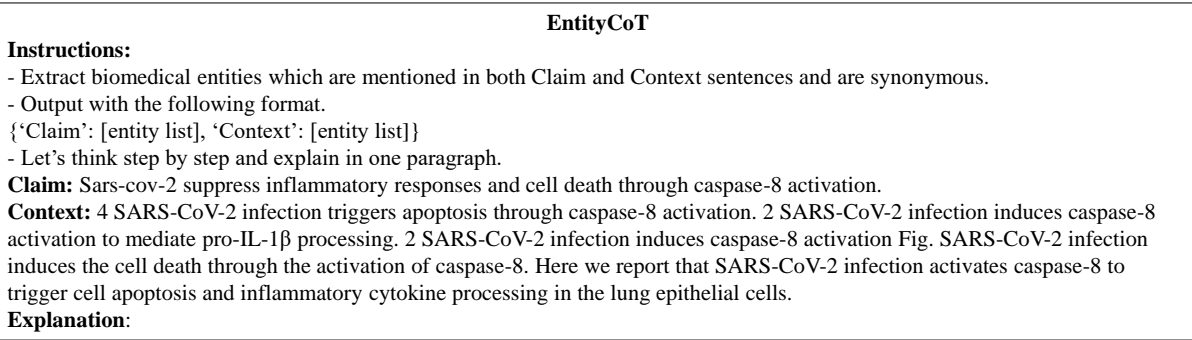 EntityCoT
Instructions:
- Extract biomedical entities which are mentioned in both Claim and Context sentences and are synonymous.
- Output with the following format.
{‘Claim’: [entity list], ‘Context’: [entity list]}
- Let’s think step by step and explain in one paragraph.
Claim: Sars-cov-2 suppress inflammatory responses and cell death through caspase-8 activation.
Context: 4 SARS-CoV-2 infection triggers apoptosis through caspase-8 activation. 2 SARS-CoV-2 infection induces caspase-8
activation to mediate pro-IL-1β processing. 2 SARS-CoV-2 infection induces caspase-8 activation Fig. SARS-CoV-2 infection
induces the cell death through the activation of caspase-8. Here we report that SARS-CoV-2 infection activates caspase-8 to
trigger cell apoptosis and inflammatory cytokine processing in the lung epithelial cells.
Explanation: